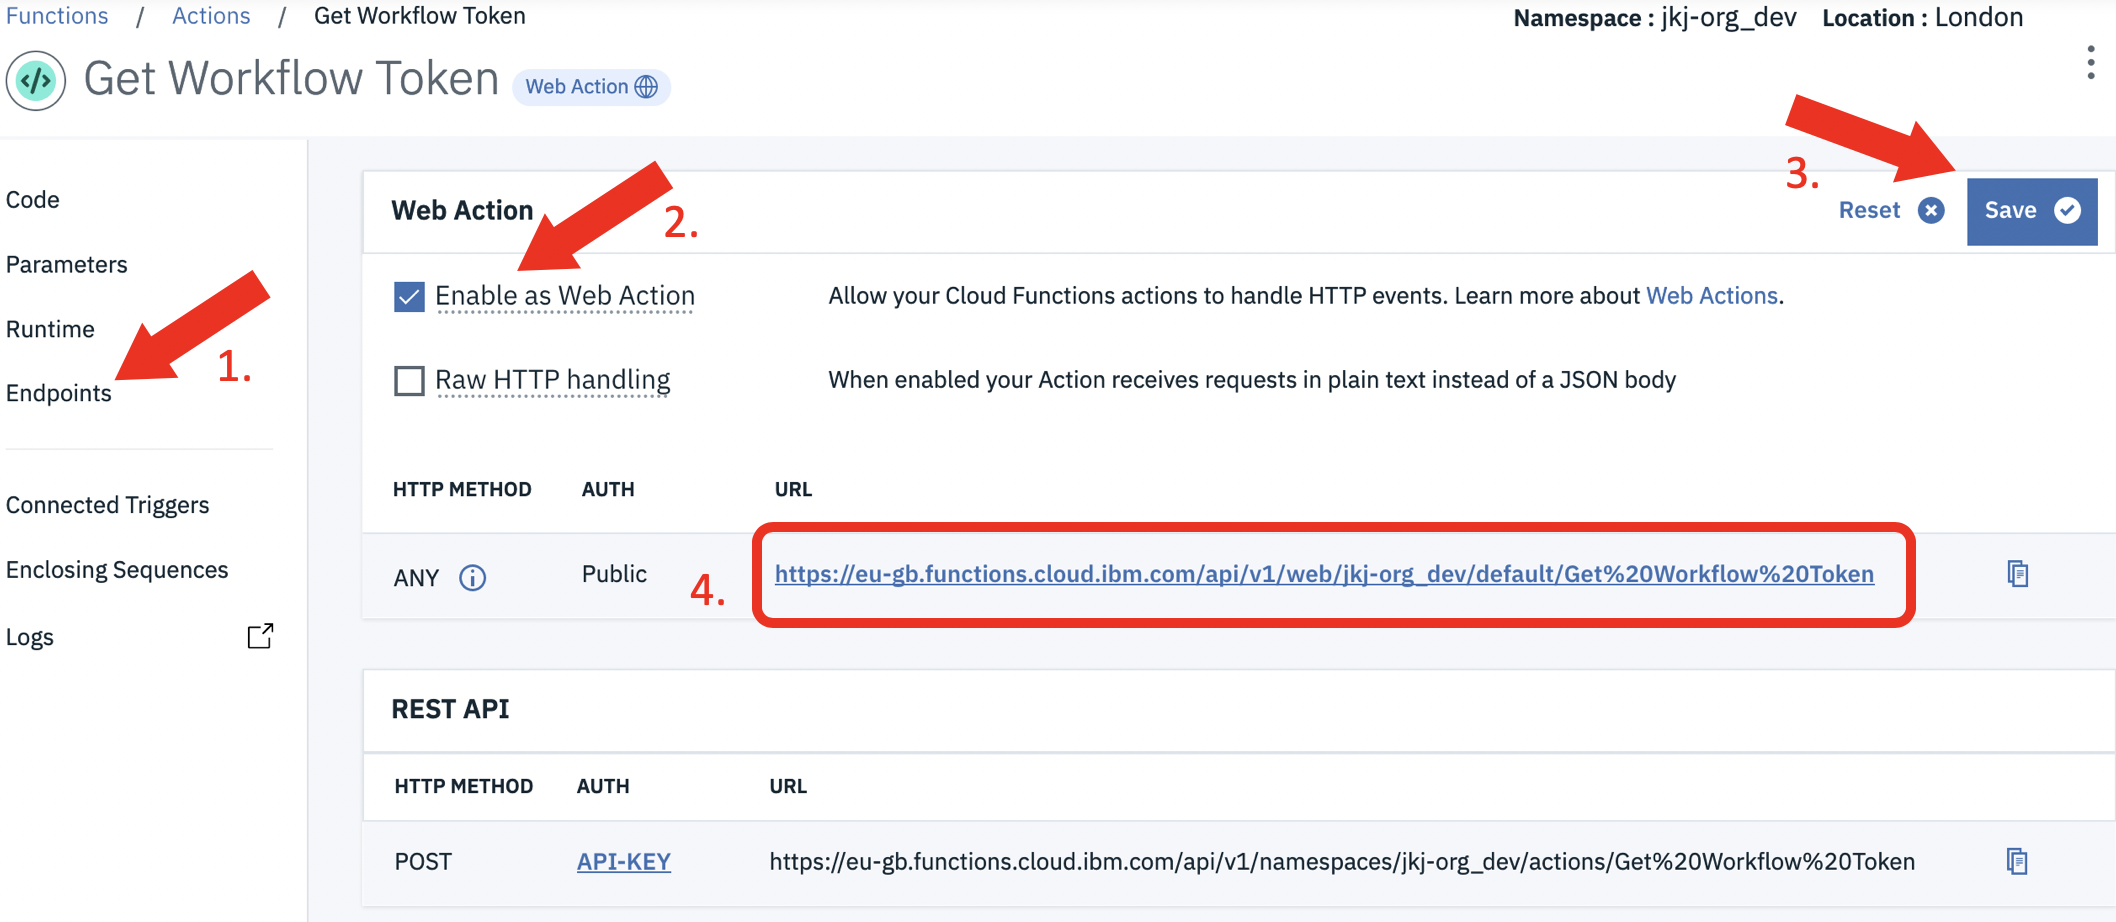 Functions / Actions / Get Workflow Token
Namespace : jkj-org_dev Location : London
Get Workflow Token Web Action
Code
Parameters
Runtime
1.
Endpoints
Connected Triggers
Enclosing Sequences
Logs
Web Action
2.
3.
Reset Save
Enable as Web Action Allow your Cloud Functions actions to handle HTTP events. Learn more about Web Actions.
Raw HTTP handling When enabled your Action receives requests in plain text instead of a JSON body
HTTP METHOD AUTH URL
ANY Public 4. https://eu-gb.functions.cloud.ibm.com/api/v1/web/jkj-org_dev/default/Get%20Workflow%20Token
REST API
HTTP METHOD AUTH URL
POST API-KEY https://eu-gb.functions.cloud.ibm.com/api/v1/namespaces/jkj-org_dev/actions/Get%20Workflow%20Token